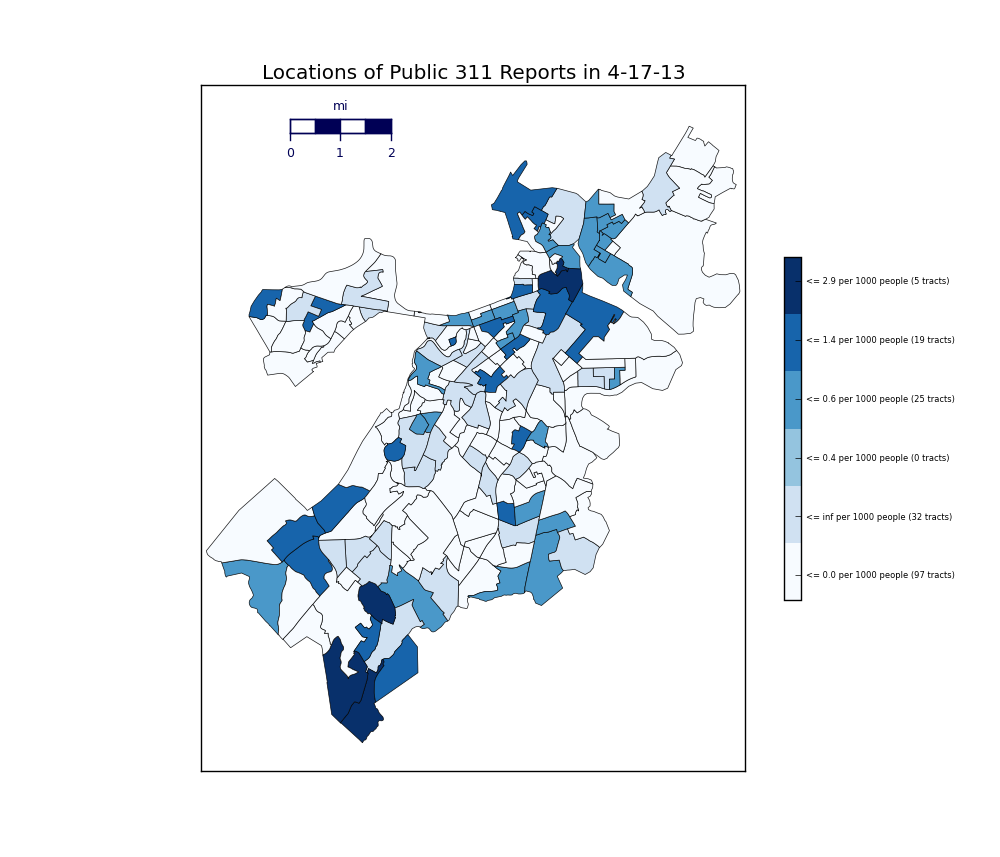 Locations of Public 311 Reports in 4-17-13
mi
0 1 2
<= 2.9 per 1000 people (5 tracts)
<= 1.4 per 1000 people (19 tracts)
<= 0.6 per 1000 people (25 tracts)
<= 0.4 per 1000 people (0 tracts)
<= inf per 1000 people (32 tracts)
<= 0.0 per 1000 people (97 tracts)